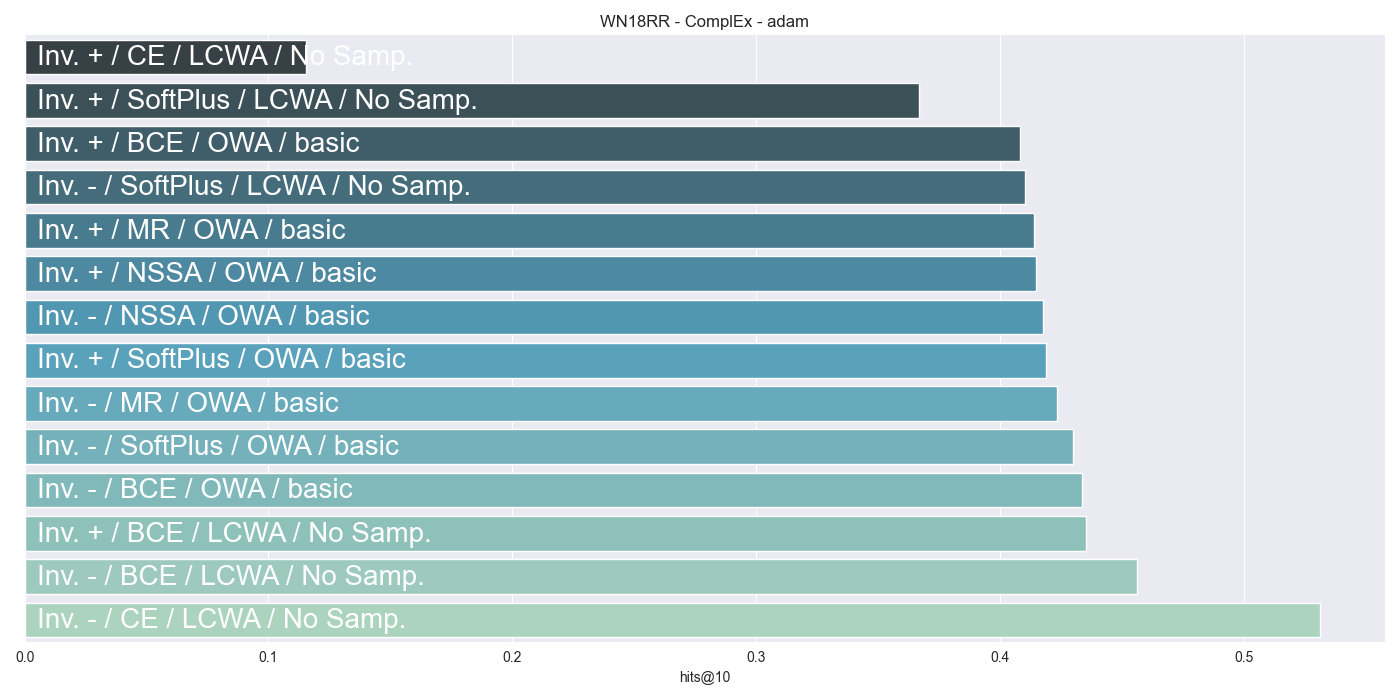 WN18RR - ComplEx - adam
Inv. + / CE / LCWA / No Samp.
Inv. + / SoftPlus / LCWA / No Samp.
Inv. + / BCE / OWA / basic
Inv. - / SoftPlus / LCWA / No Samp.
Inv. + / MR / OWA / basic
Inv. + / NSSA / OWA / basic
Inv. - / NSSA / OWA / basic
Inv. + / SoftPlus / OWA / basic
Inv. - / MR / OWA / basic
Inv. - / SoftPlus / OWA / basic
Inv. - / BCE / OWA / basic
Inv. + / BCE / LCWA / No Samp.
Inv. - / BCE / LCWA / No Samp.
Inv. - / CE / LCWA / No Samp.
0.0 0.1 0.2 0.3 0.4 0.5
hits@10